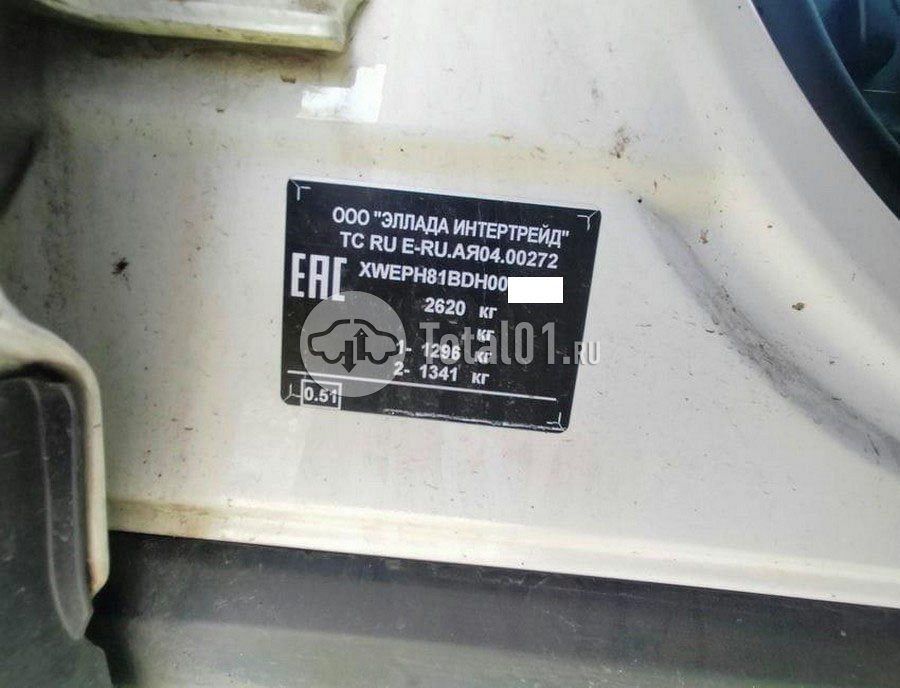 ООО "ЭЛЛАДА ИНТЕРТРЕЙД"
ТС RU E-RU.АЯ04.00272
XWEPH81BDH00
EAC
2620 кг
кг
1- 1296 кг
2- 1341 кг
0.51
Total01.ru